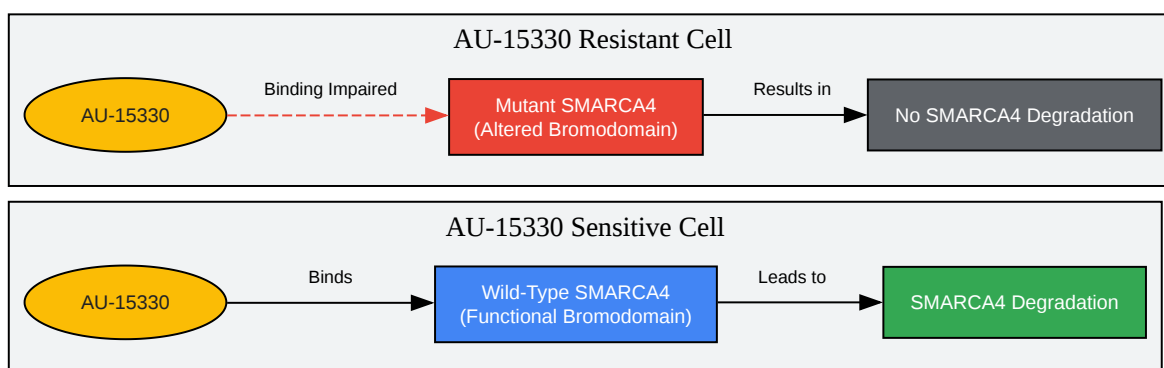 AU-15330 Resistant Cell
AU-15330
Binding Impaired
Mutant SMARCA4
(Altered Bromodomain)
Results in
No SMARCA4 Degradation
AU-15330 Sensitive Cell
AU-15330
Binds
Wild-Type SMARCA4
(Functional Bromodomain)
Leads to
SMARCA4 Degradation